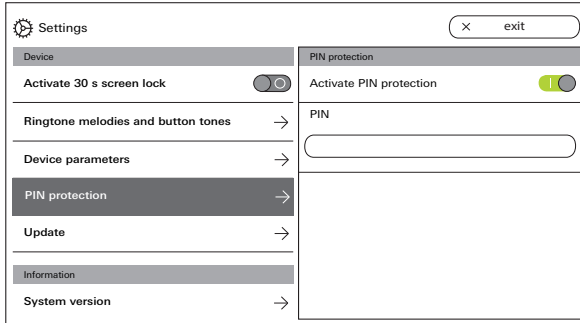 Settings
× exit
Device
Activate 30 s screen lock
Ringtone melodies and button tones
Device parameters
PIN protection
Update
Information
System version
PIN protection
Activate PIN protection
PIN